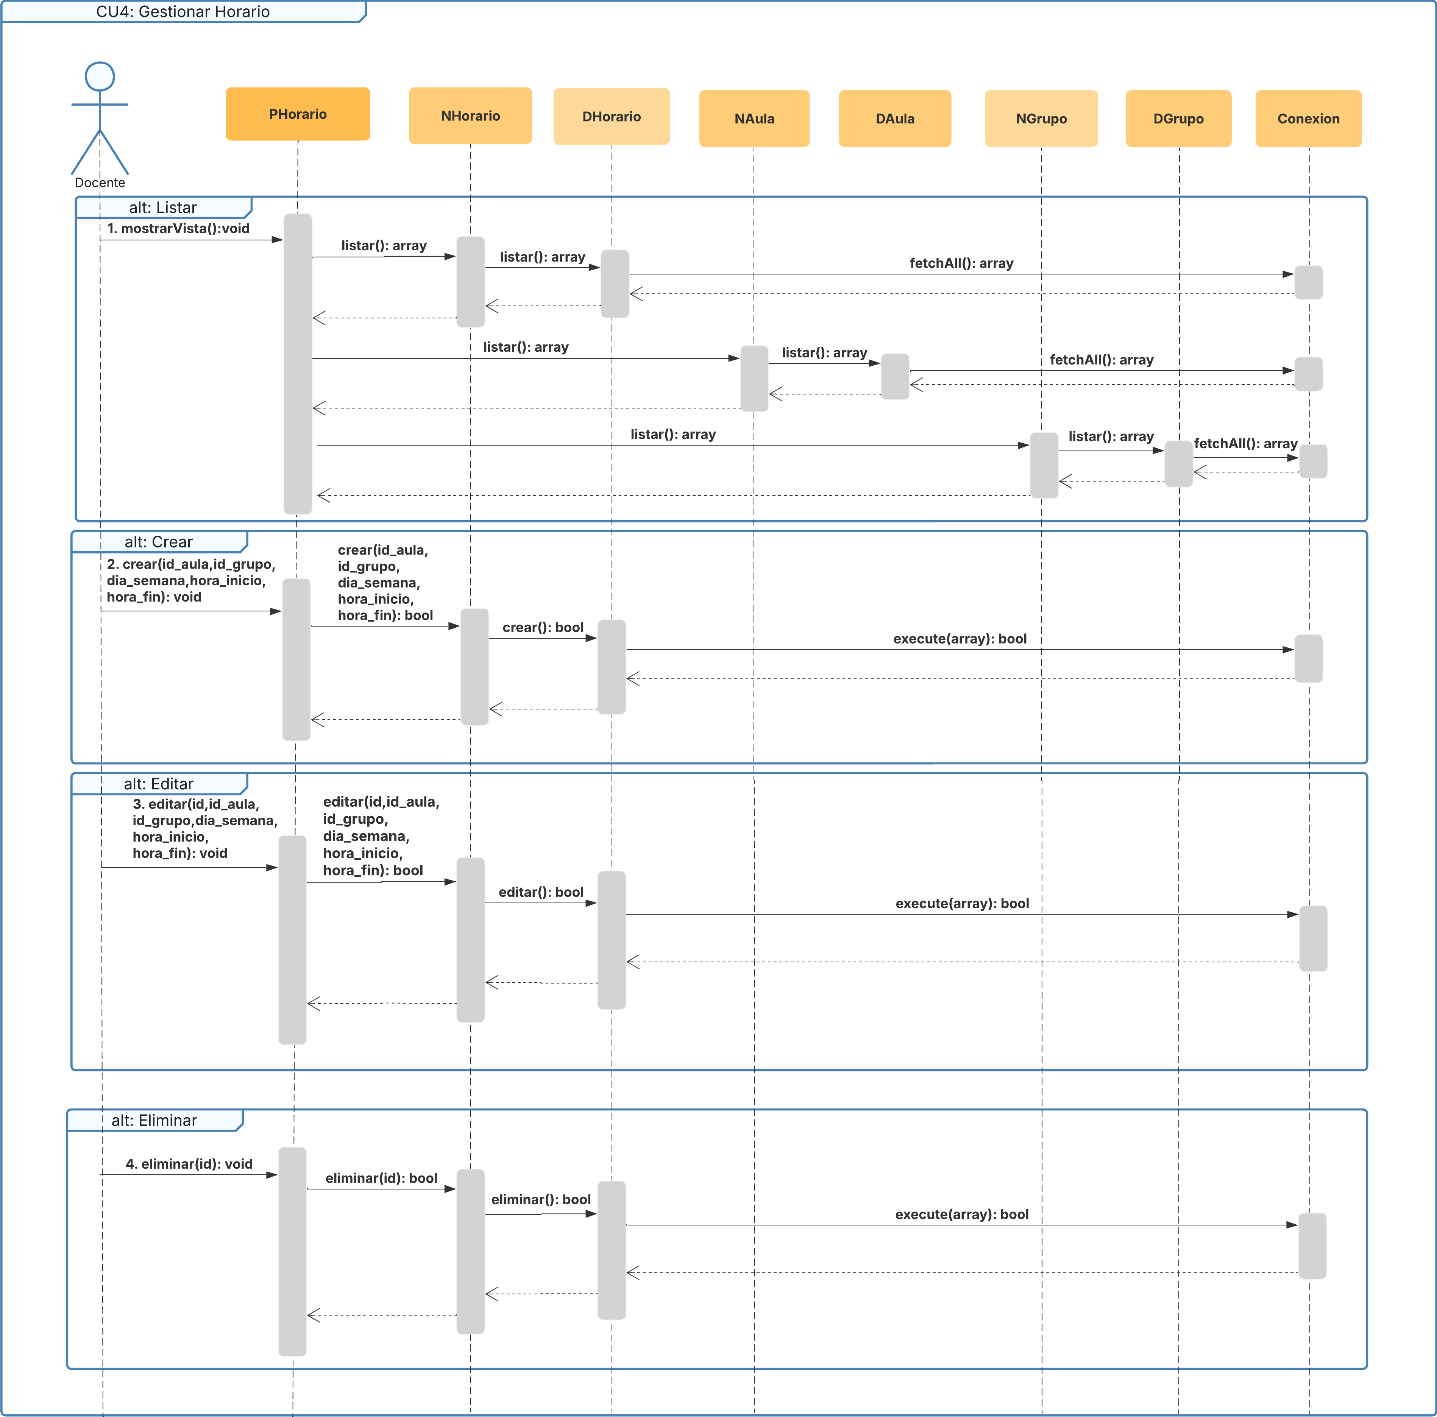 CU4: Gestionar Horario
Docente
PHorario
NHorario
DHorario
NAula
DAula
NGrupo
DGrupo
Conexion
alt: Listar
1. mostrarVista():void
listar(): array
listar(): array
fetchAll(): array
listar(): array
listar(): array
fetchAll(): array
listar(): array
listar(): array
fetchAll(): array
alt: Crear
2. crear(id_aula,id_grupo,
dia_semana,hora_inicio,
hora_fin): void
crear(id_aula,
id_grupo,
dia_semana,
hora_inicio,
hora_fin): bool
crear(): bool
execute(array): bool
alt: Editar
3. editar(id,id_aula,
id_grupo,dia_semana,
hora_inicio,
hora_fin): void
editar(id,id_aula,
id_grupo,
dia_semana,
hora_inicio,
hora_fin): bool
editar(): bool
execute(array): bool
alt: Eliminar
4. eliminar(id): void
eliminar(id): bool
eliminar(): bool
execute(array): bool